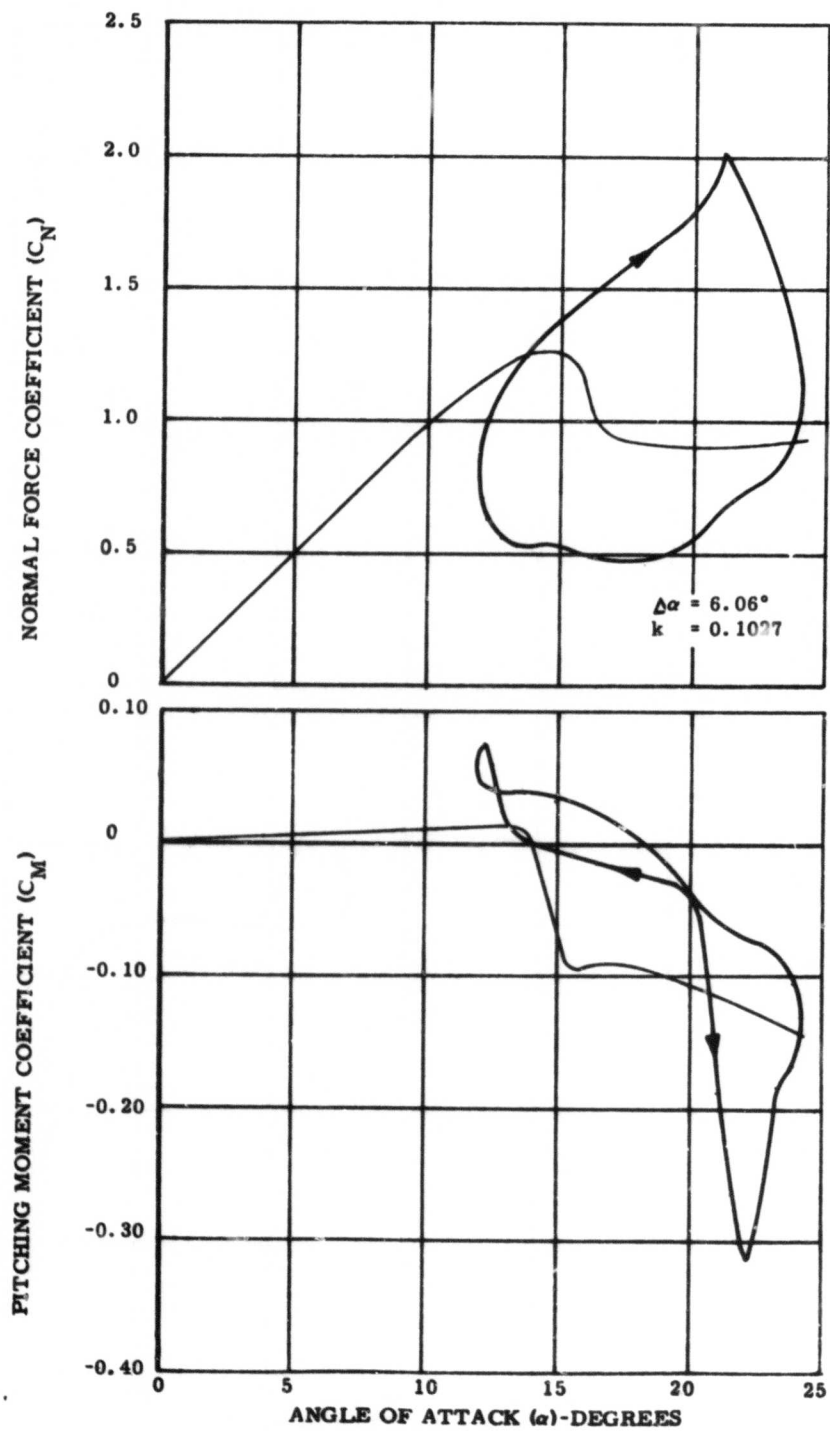 2.5
2.0
1.5
1.0
0.5
0
NORMAL FORCE COEFFICIENT (C_N)
Δα = 6.06°
k = 0.1027
0.10
0
-0.10
-0.20
-0.30
-0.40
PITCHING MOMENT COEFFICIENT (C_M)
0 5 10 15 20 25
ANGLE OF ATTACK (α)-DEGREES